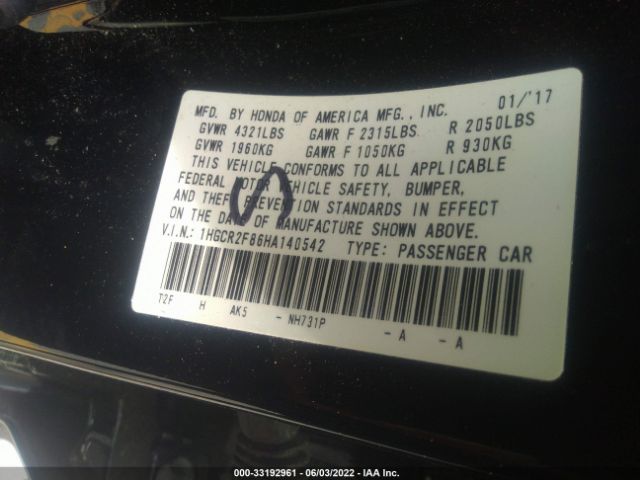 MFD. BY HONDA OF AMERICA MFG., INC. 01/'17
GVWR 4321LBS GAWR F 2315LBS R 2050LBS
GVWR 1960KG GAWR F 1050KG R 930KG
THIS VEHICLE CONFORMS TO ALL APPLICABLE
FEDERAL MOTOR VEHICLE SAFETY, BUMPER,
AND THEFT PREVENTION STANDARDS IN EFFECT
ON THE DATE OF MANUFACTURE SHOWN ABOVE.
V.I.N.: 1HGCR2F86HA140542 TYPE: PASSENGER CAR
T2F H AK5 - NH731P - A - A
000-33192961 - 06/03/2022 - IAA Inc.